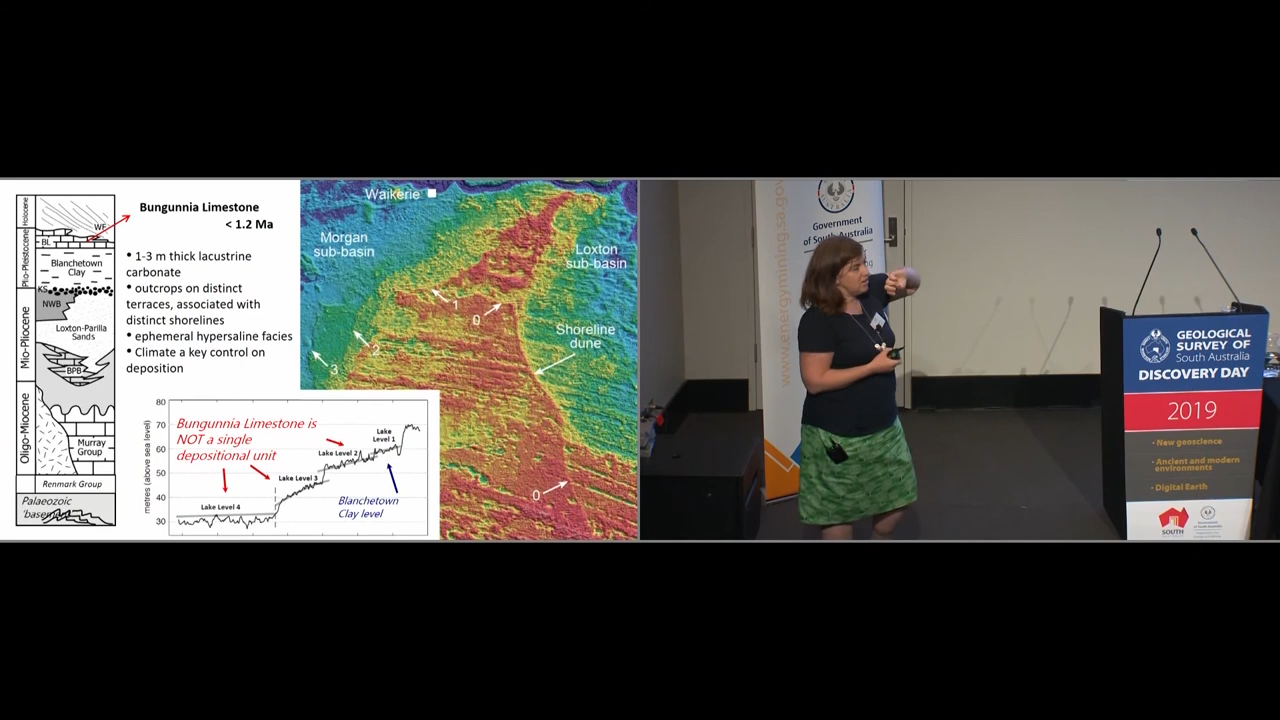 Holocene
Plio-Pleistocene
Mio-Pliocene
Oligo-Miocene
WF
BL
Blanchetown
Clay
KS
NWB
Loxton-Parilla
Sands
BPB
Murray
Group
Renmark Group
Palaeozoic
Bungunnia Limestone
< 1.2 Ma
• 1-3 m thick lacustrine
carbonate
• outcrops on distinct
terraces, associated with
distinct shorelines
• ephemeral hypersaline facies
• Climate a key control on
deposition
Waikerie
Morgan
sub-basin
Loxton
sub-basin
1
0
2
3
Shoreline
dune
0
metres (above sea level)
80
70
60
50
40
30
Bungunnia Limestone is
NOT a single
depositional unit
Lake
Level 1
Lake Level 2
Lake Level 3
Lake Level 4
Blanchetown
Clay level
www.energymining.sa.gov
Government
of South Australia
GEOLOGICAL
SURVEY OF
South Australia
DISCOVERY DAY
2019
• New geoscience
• Ancient and modern
environments
• Digital Earth
SOUTH